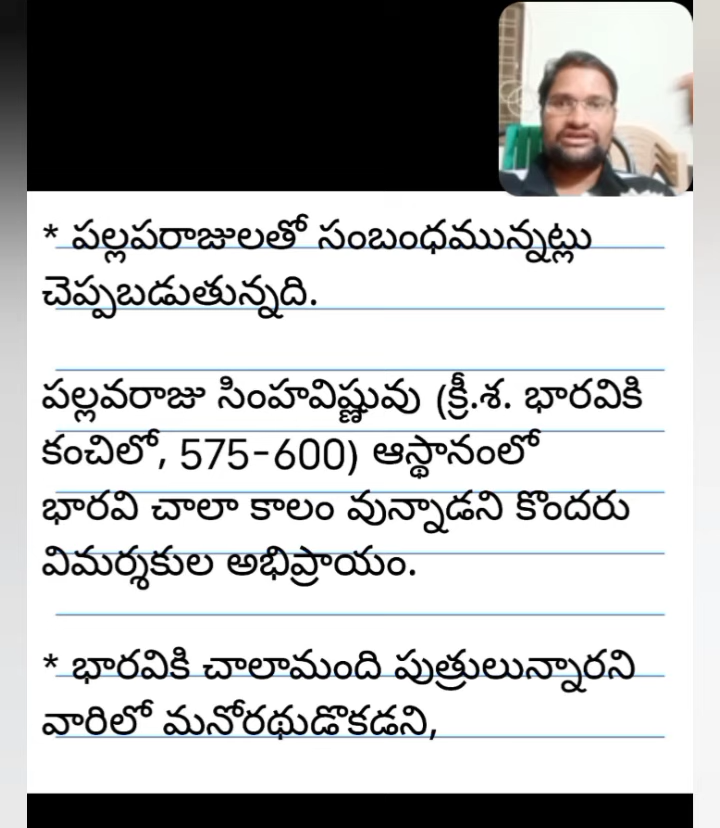 * పల్లపరాజులతో సంబంధమున్నట్లు
చెప్పబడుతున్నది.
పల్లవరాజు సింహవిష్ణువు (క్రీ.శ. భారవికి
కంచిలో, 575-600) ఆస్థానంలో
భారవి చాలా కాలం వున్నాడని కొందరు
విమర్శకుల అభిప్రాయం.
* భారవికి చాలామంది పుత్రులున్నారని
వారిలో మనోరథుడొకడని,